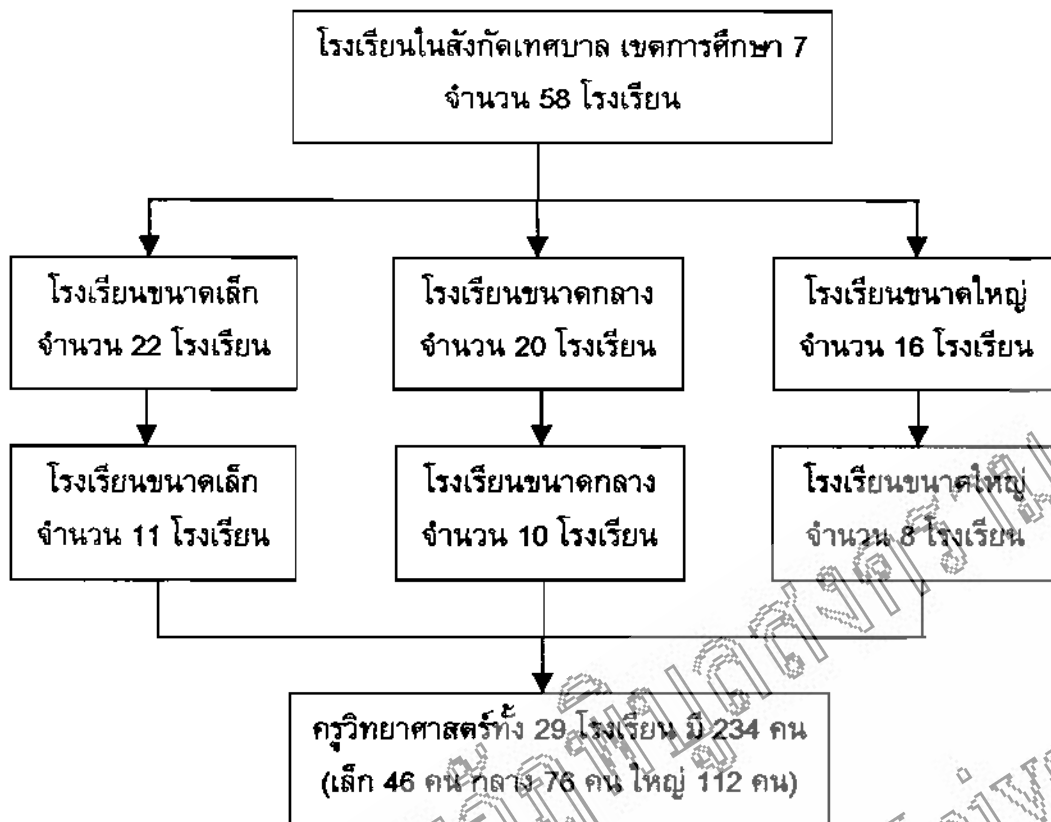 โรงเรียนในสังกัดเทศบาล เขตการศึกษา 7
จำนวน 58 โรงเรียน
โรงเรียนขนาดเล็ก
จำนวน 22 โรงเรียน
โรงเรียนขนาดกลาง
จำนวน 20 โรงเรียน
โรงเรียนขนาดใหญ่
จำนวน 16 โรงเรียน
โรงเรียนขนาดเล็ก
จำนวน 11 โรงเรียน
โรงเรียนขนาดกลาง
จำนวน 10 โรงเรียน
โรงเรียนขนาดใหญ่
จำนวน 8 โรงเรียน
ครูวิทยาศาสตร์ทั้ง 29 โรงเรียน มี 234 คน
(เล็ก 46 คน กลาง 76 คน ใหญ่ 112 คน)